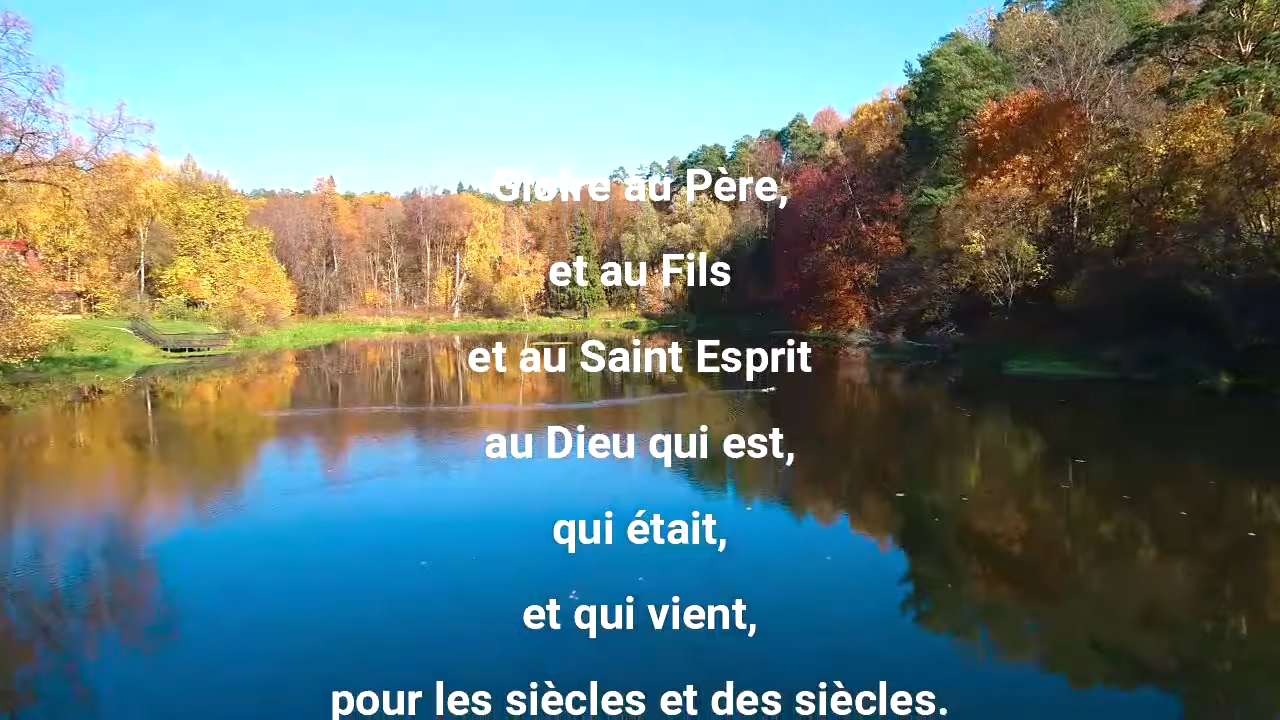 Gloire au Père,
et au Fils
et au Saint Esprit
au Dieu qui est,
qui était,
et qui vient,
pour les siècles et des siècles.